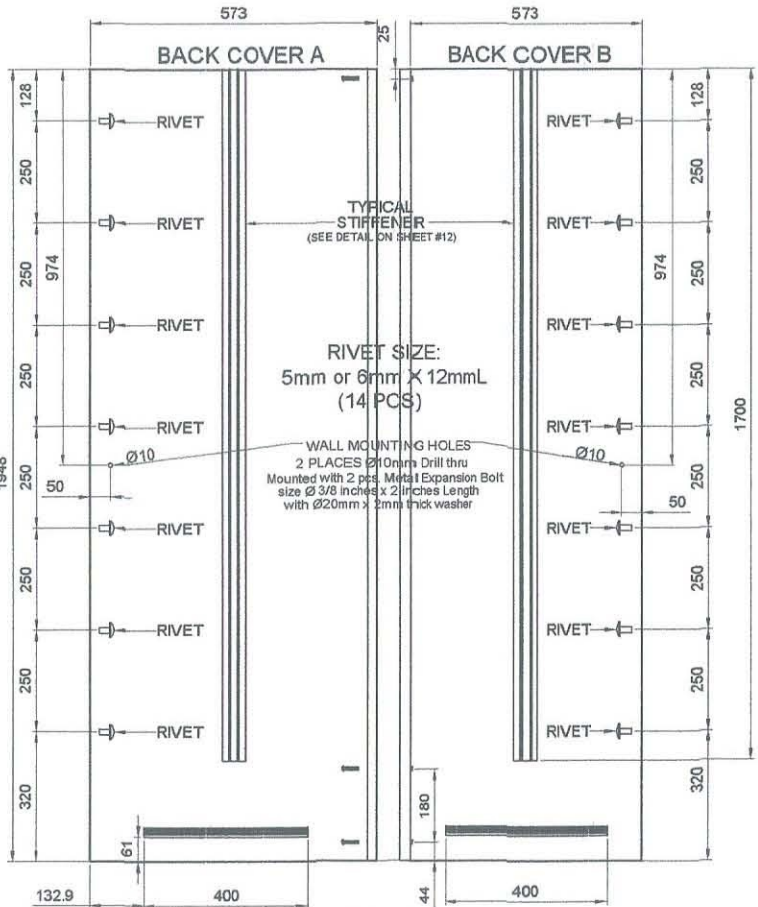 573
573
25
BACK COVER A
BACK COVER B
128
128
RIVET
RIVET
250
250
RIVET
RIVET
TYPICAL
STIFFENER
(SEE DETAIL ON SHEET #12)
974
974
250
250
RIVET
RIVET
RIVET SIZE:
5mm or 6mm X 12mmL
(14 PCS)
250
250
1700
RIVET
RIVET
WALL MOUNTING HOLES
Ø10
Ø10
2 PLACES Ø10mm Drill thru
Mounted with 2 pcs. Metal Expansion Bolt
size Ø 3/8 inches x 2 inches Length
with Ø20mm x 2mm thick washer
1948
50
50
250
250
RIVET
RIVET
250
250
RIVET
RIVET
250
250
RIVET
RIVET
320
320
180
61
44
132.9
400
400